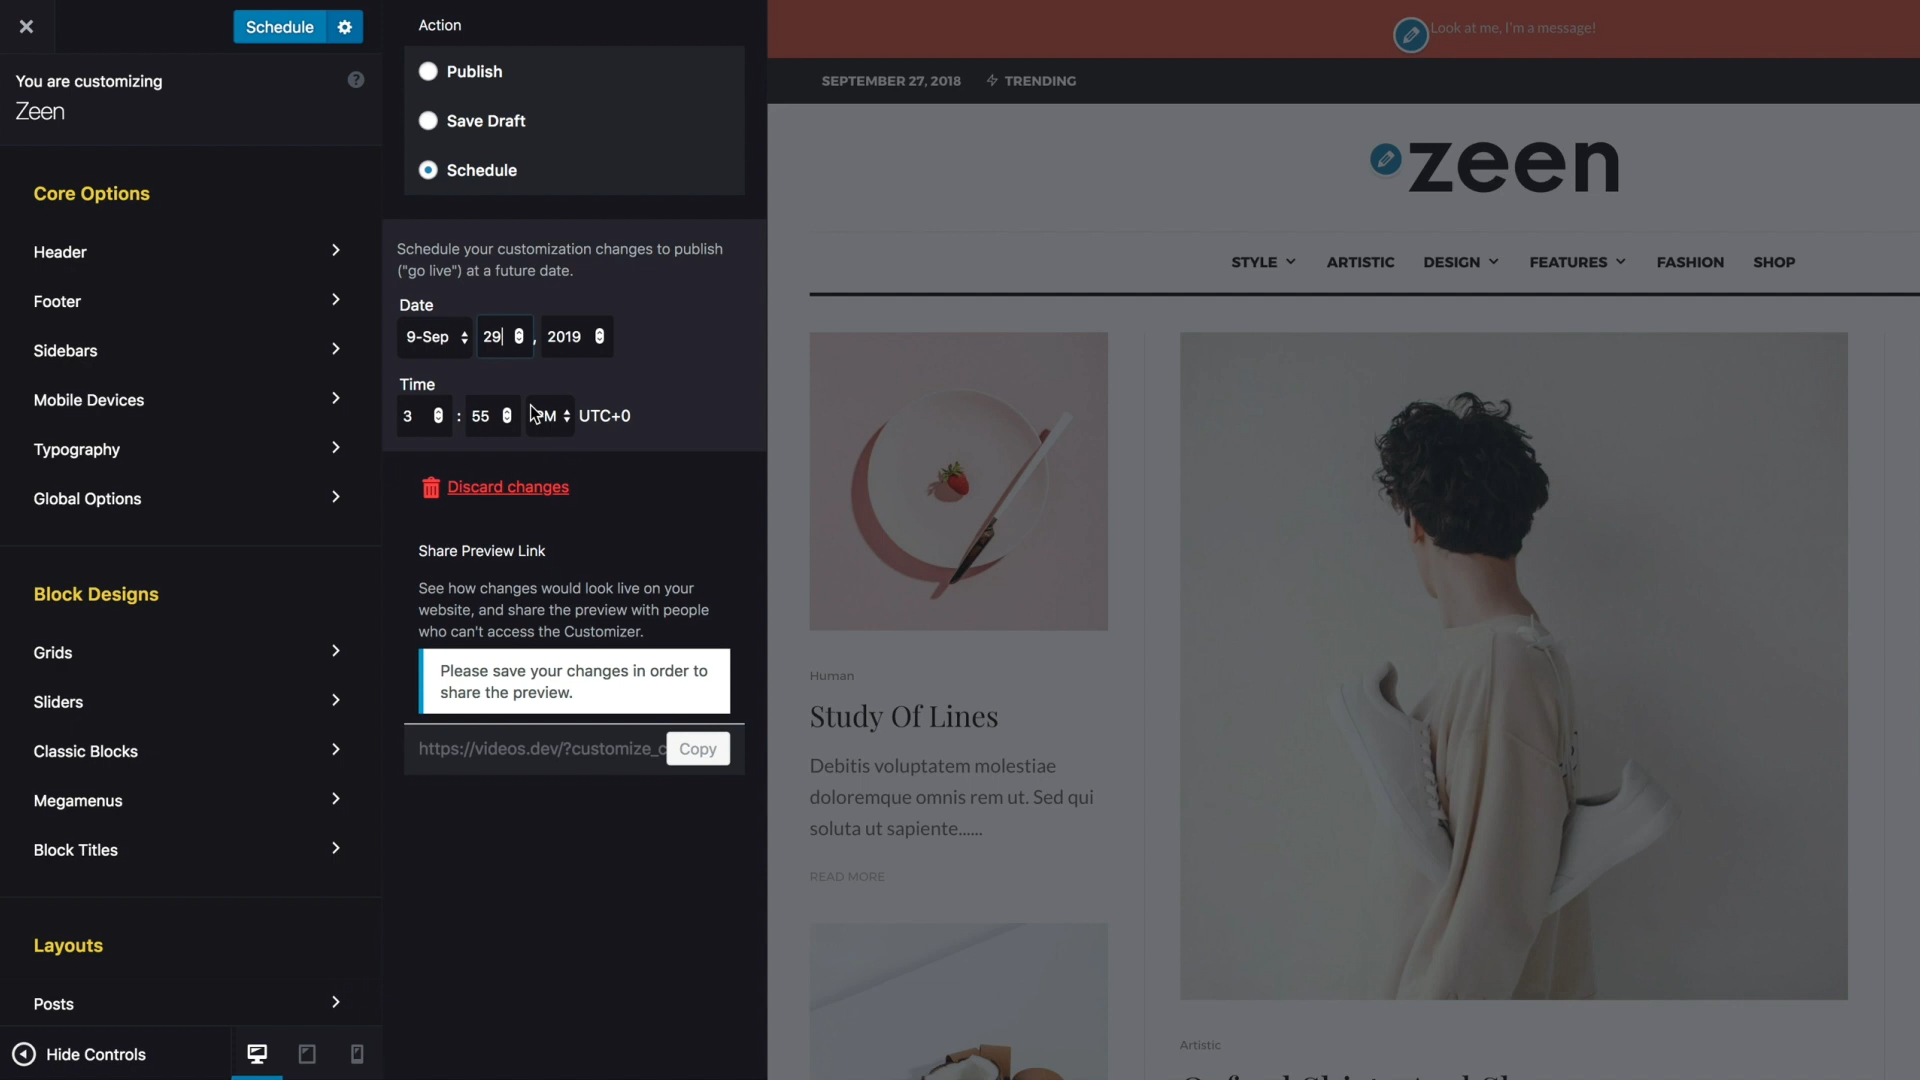 Schedule
You are customizing
Zeen
Core Options
Header
Footer
Sidebars
Mobile Devices
Typography
Global Options
Block Designs
Grids
Sliders
Classic Blocks
Megamenus
Block Titles
Layouts
Posts
Hide Controls
Action
Publish
Save Draft
Schedule
Schedule your customization changes to publish
("go live") at a future date.
Date
9-Sep 29 , 2019
Time
3 : 55 PM UTC+0
Discard changes
Share Preview Link
See how changes would look live on your
website, and share the preview with people
who can't access the Customizer.
Please save your changes in order to
share the preview.
https://videos.dev/?customize_c Copy
Look at me, I'm a message!
SEPTEMBER 27, 2018 TRENDING
zeen
STYLE ARTISTIC DESIGN FEATURES FASHION SHOP
Human
Study Of Lines
Debitis voluptatem molestiae
doloremque omnis rem ut. Sed qui
soluta ut sapiente......
READ MORE
Artistic